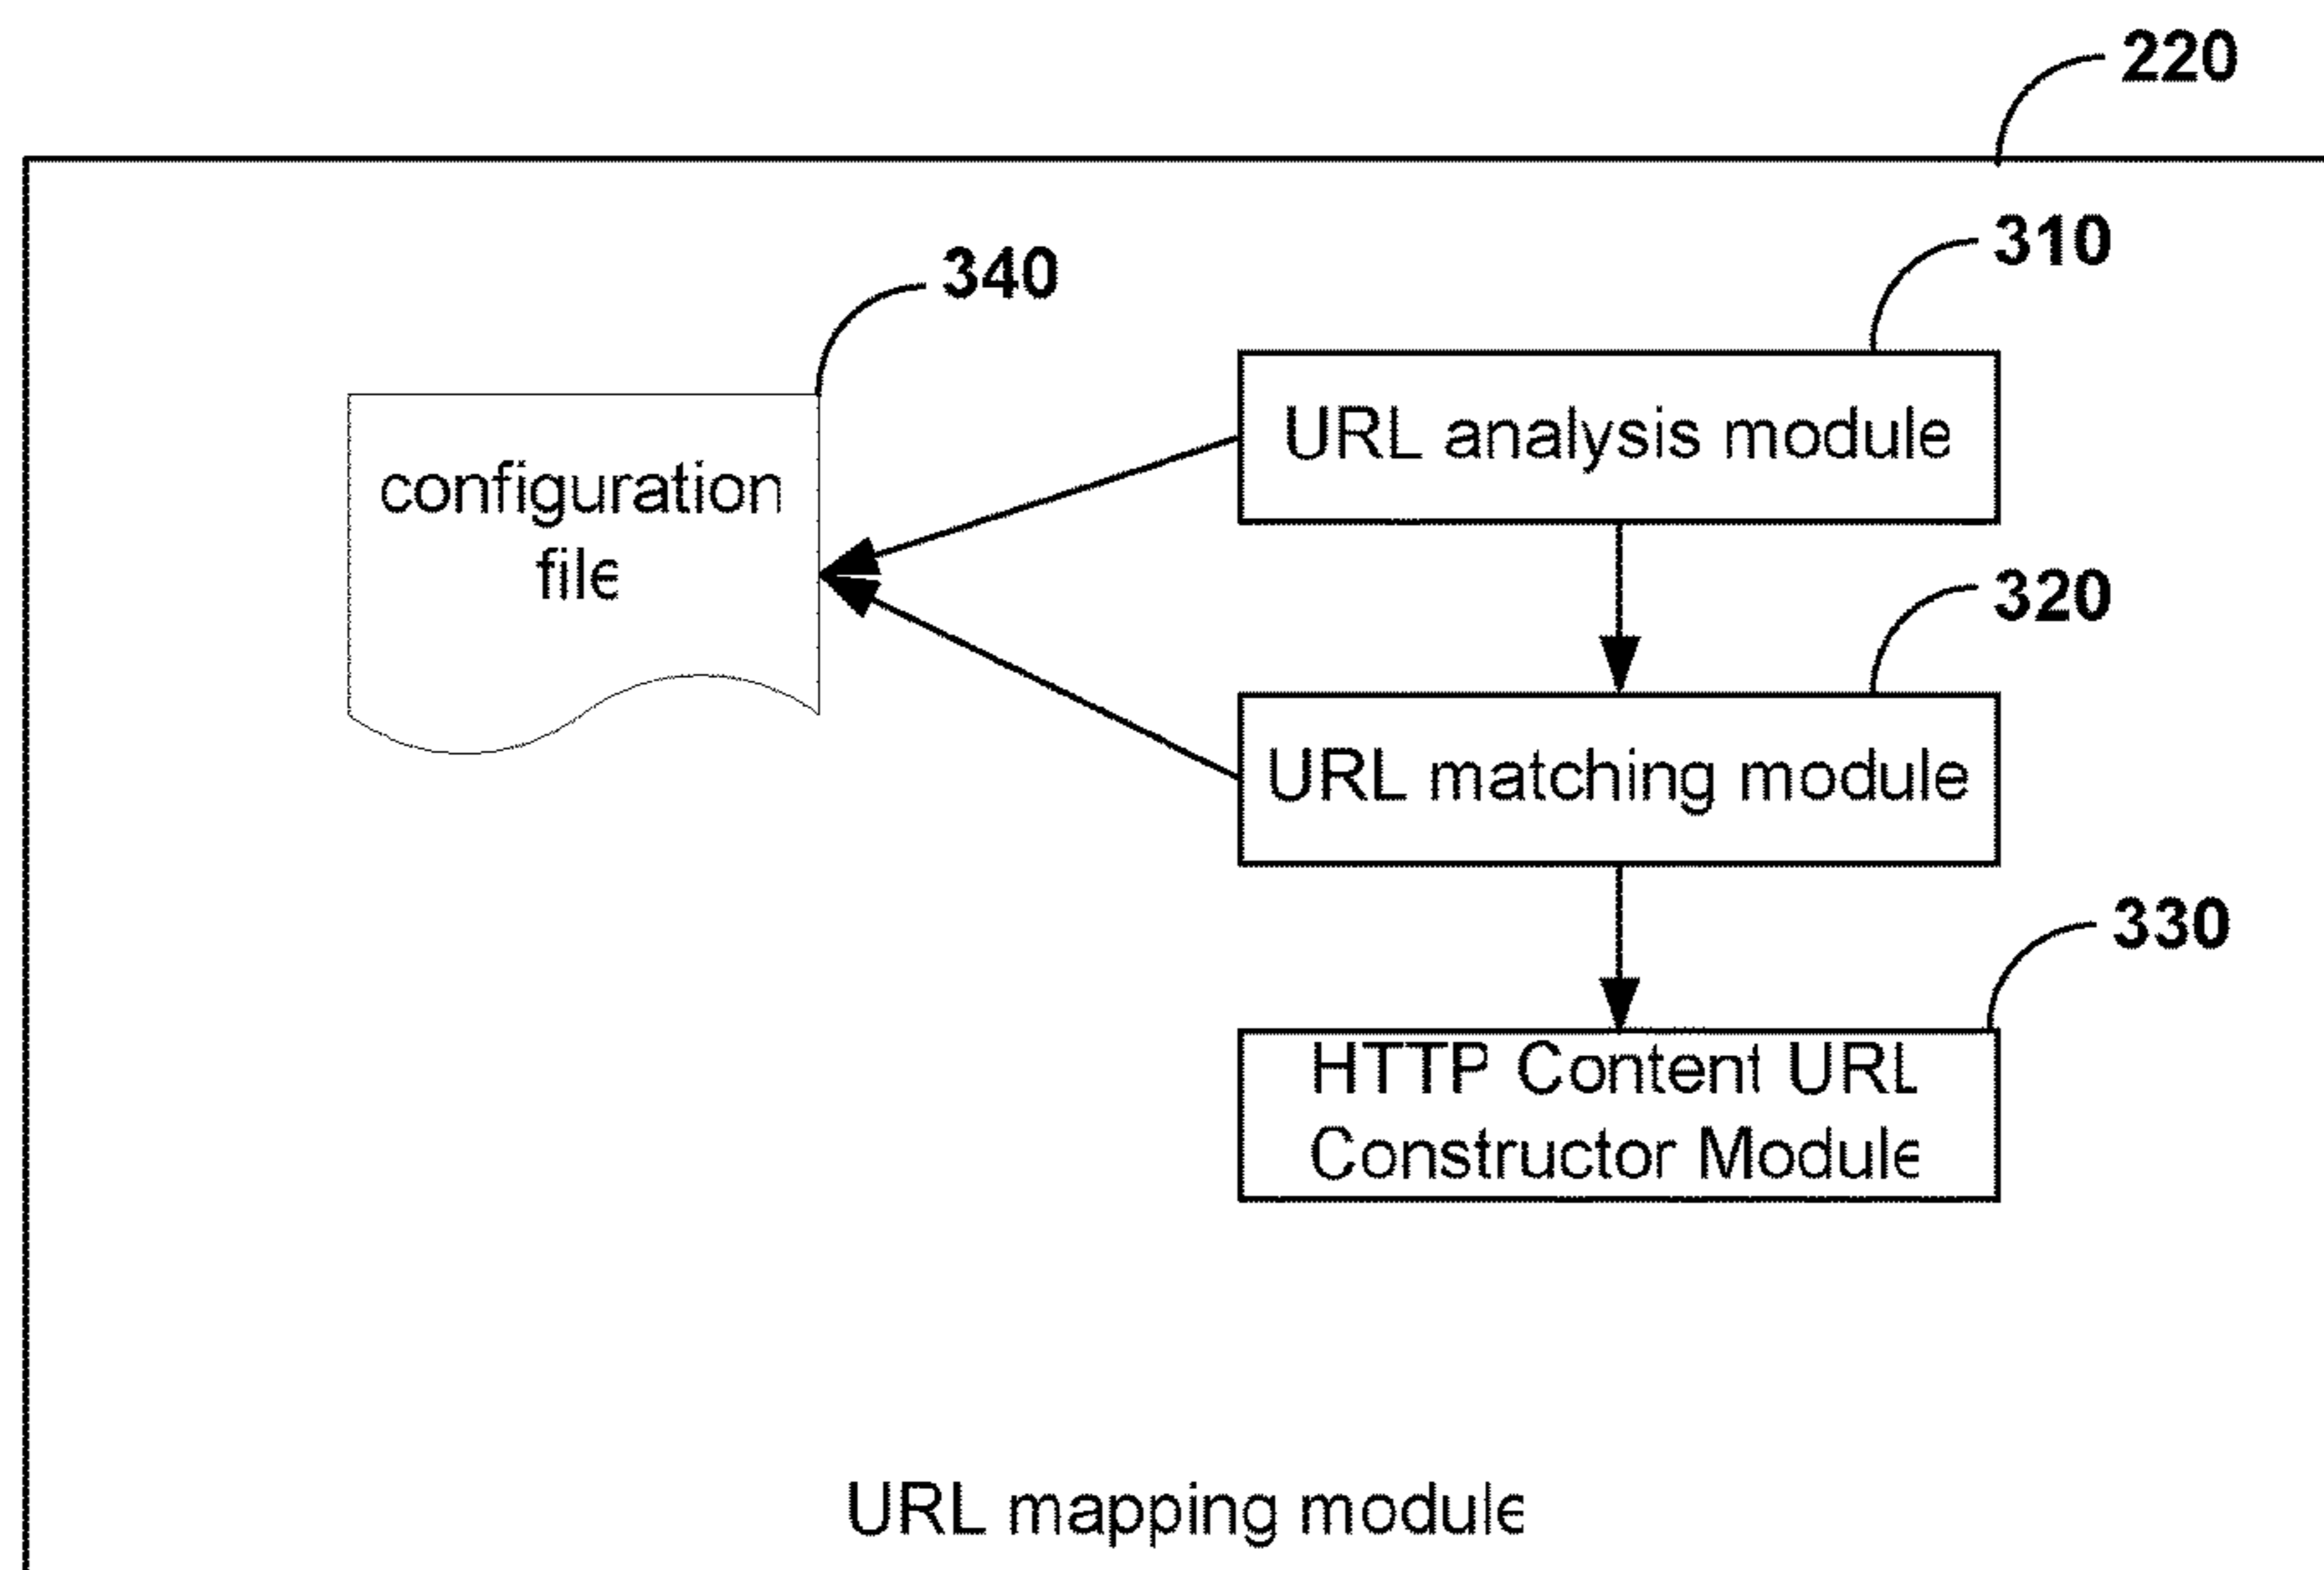 220
310
340
URL analysis module
configuration
file
320
URL matching module
330
HTTP Content URL
Constructor Module
URL mapping module